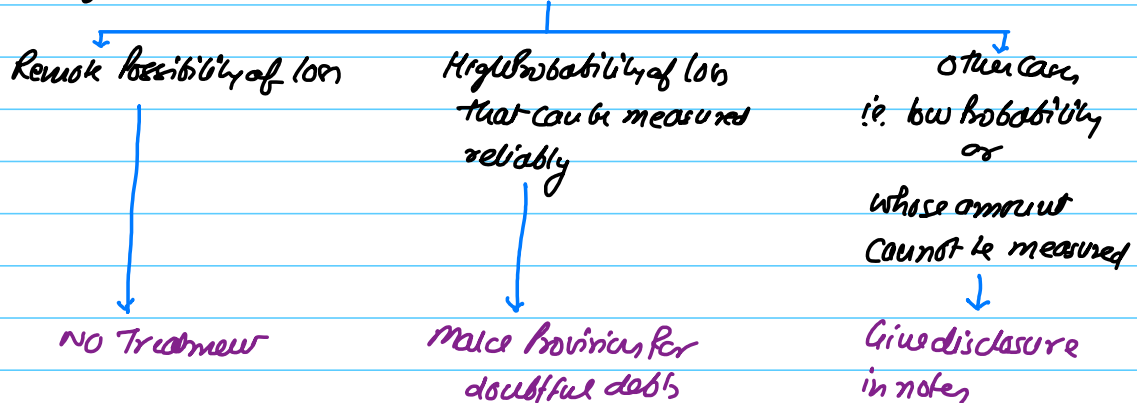 Remote Possibility of loss
High Probability of loss
that can be measured
reliably
other cases
i.e. low Probability
or
whose amount
cannot be measured
No Treatment
Make Provision for
doubtful debts
Give disclosure
in notes